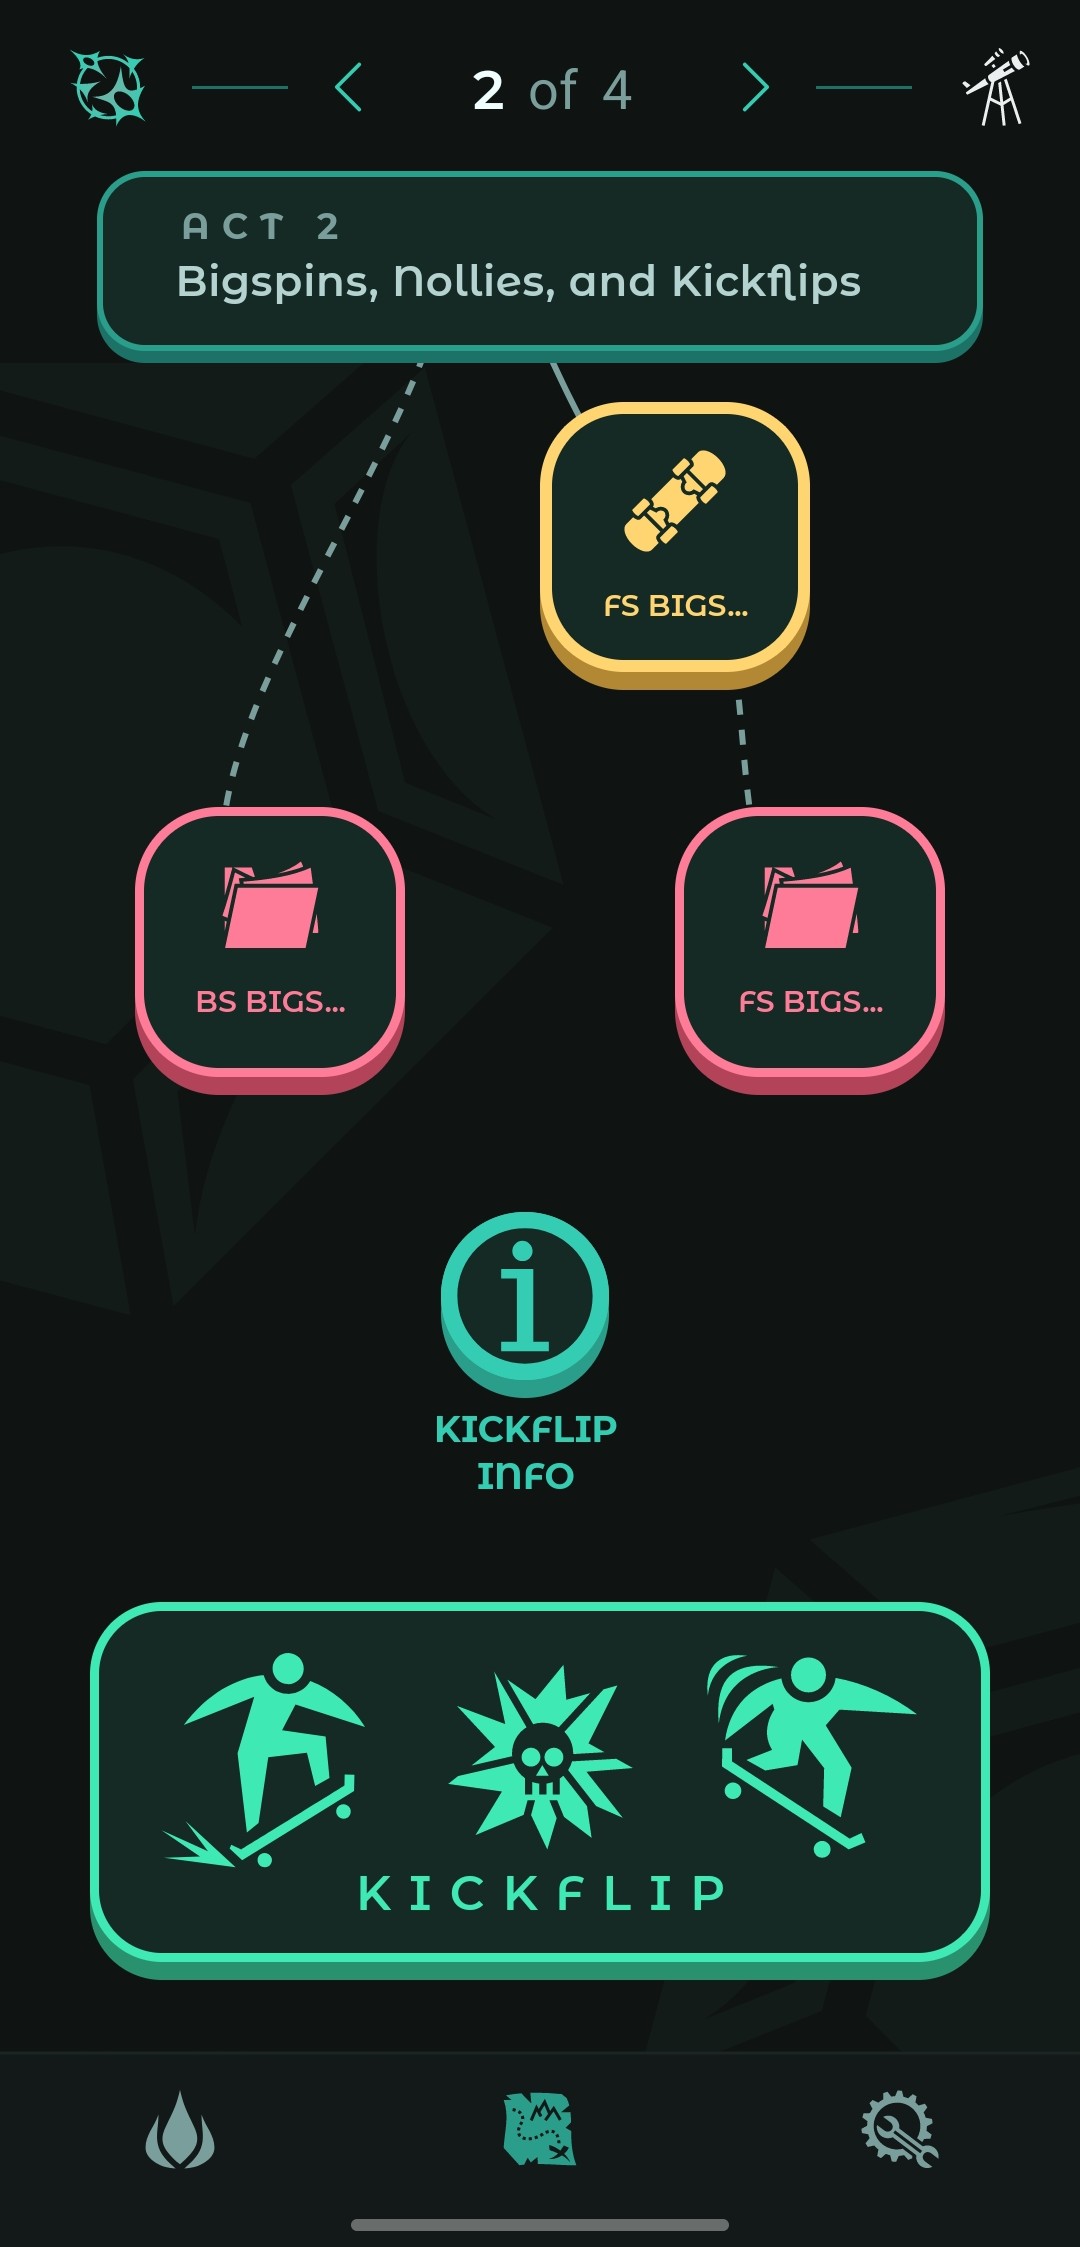 2 of 4
ACT 2
Bigspins, Nollies, and Kickflips
FS BIGS...
BS BIGS...
FS BIGS...
i
KICKFLIP
INFO
KICKFLIP